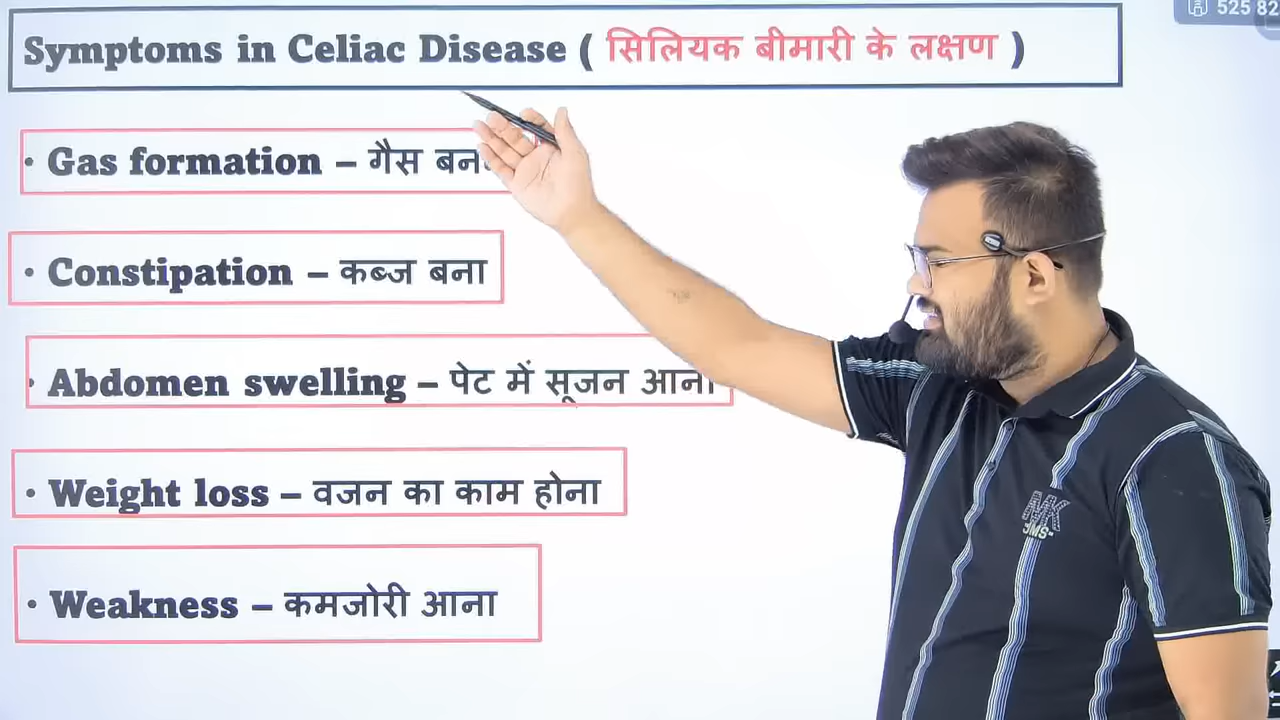 525 82
Symptoms in Celiac Disease ( सिलियक बीमारी के लक्षण )
• Gas formation – गैस
• Constipation – कब्ज बना
• Abdomen swelling – पेट में सूजन आना
• Weight loss – वजन का काम होना
• Weakness – कमजोरी आना